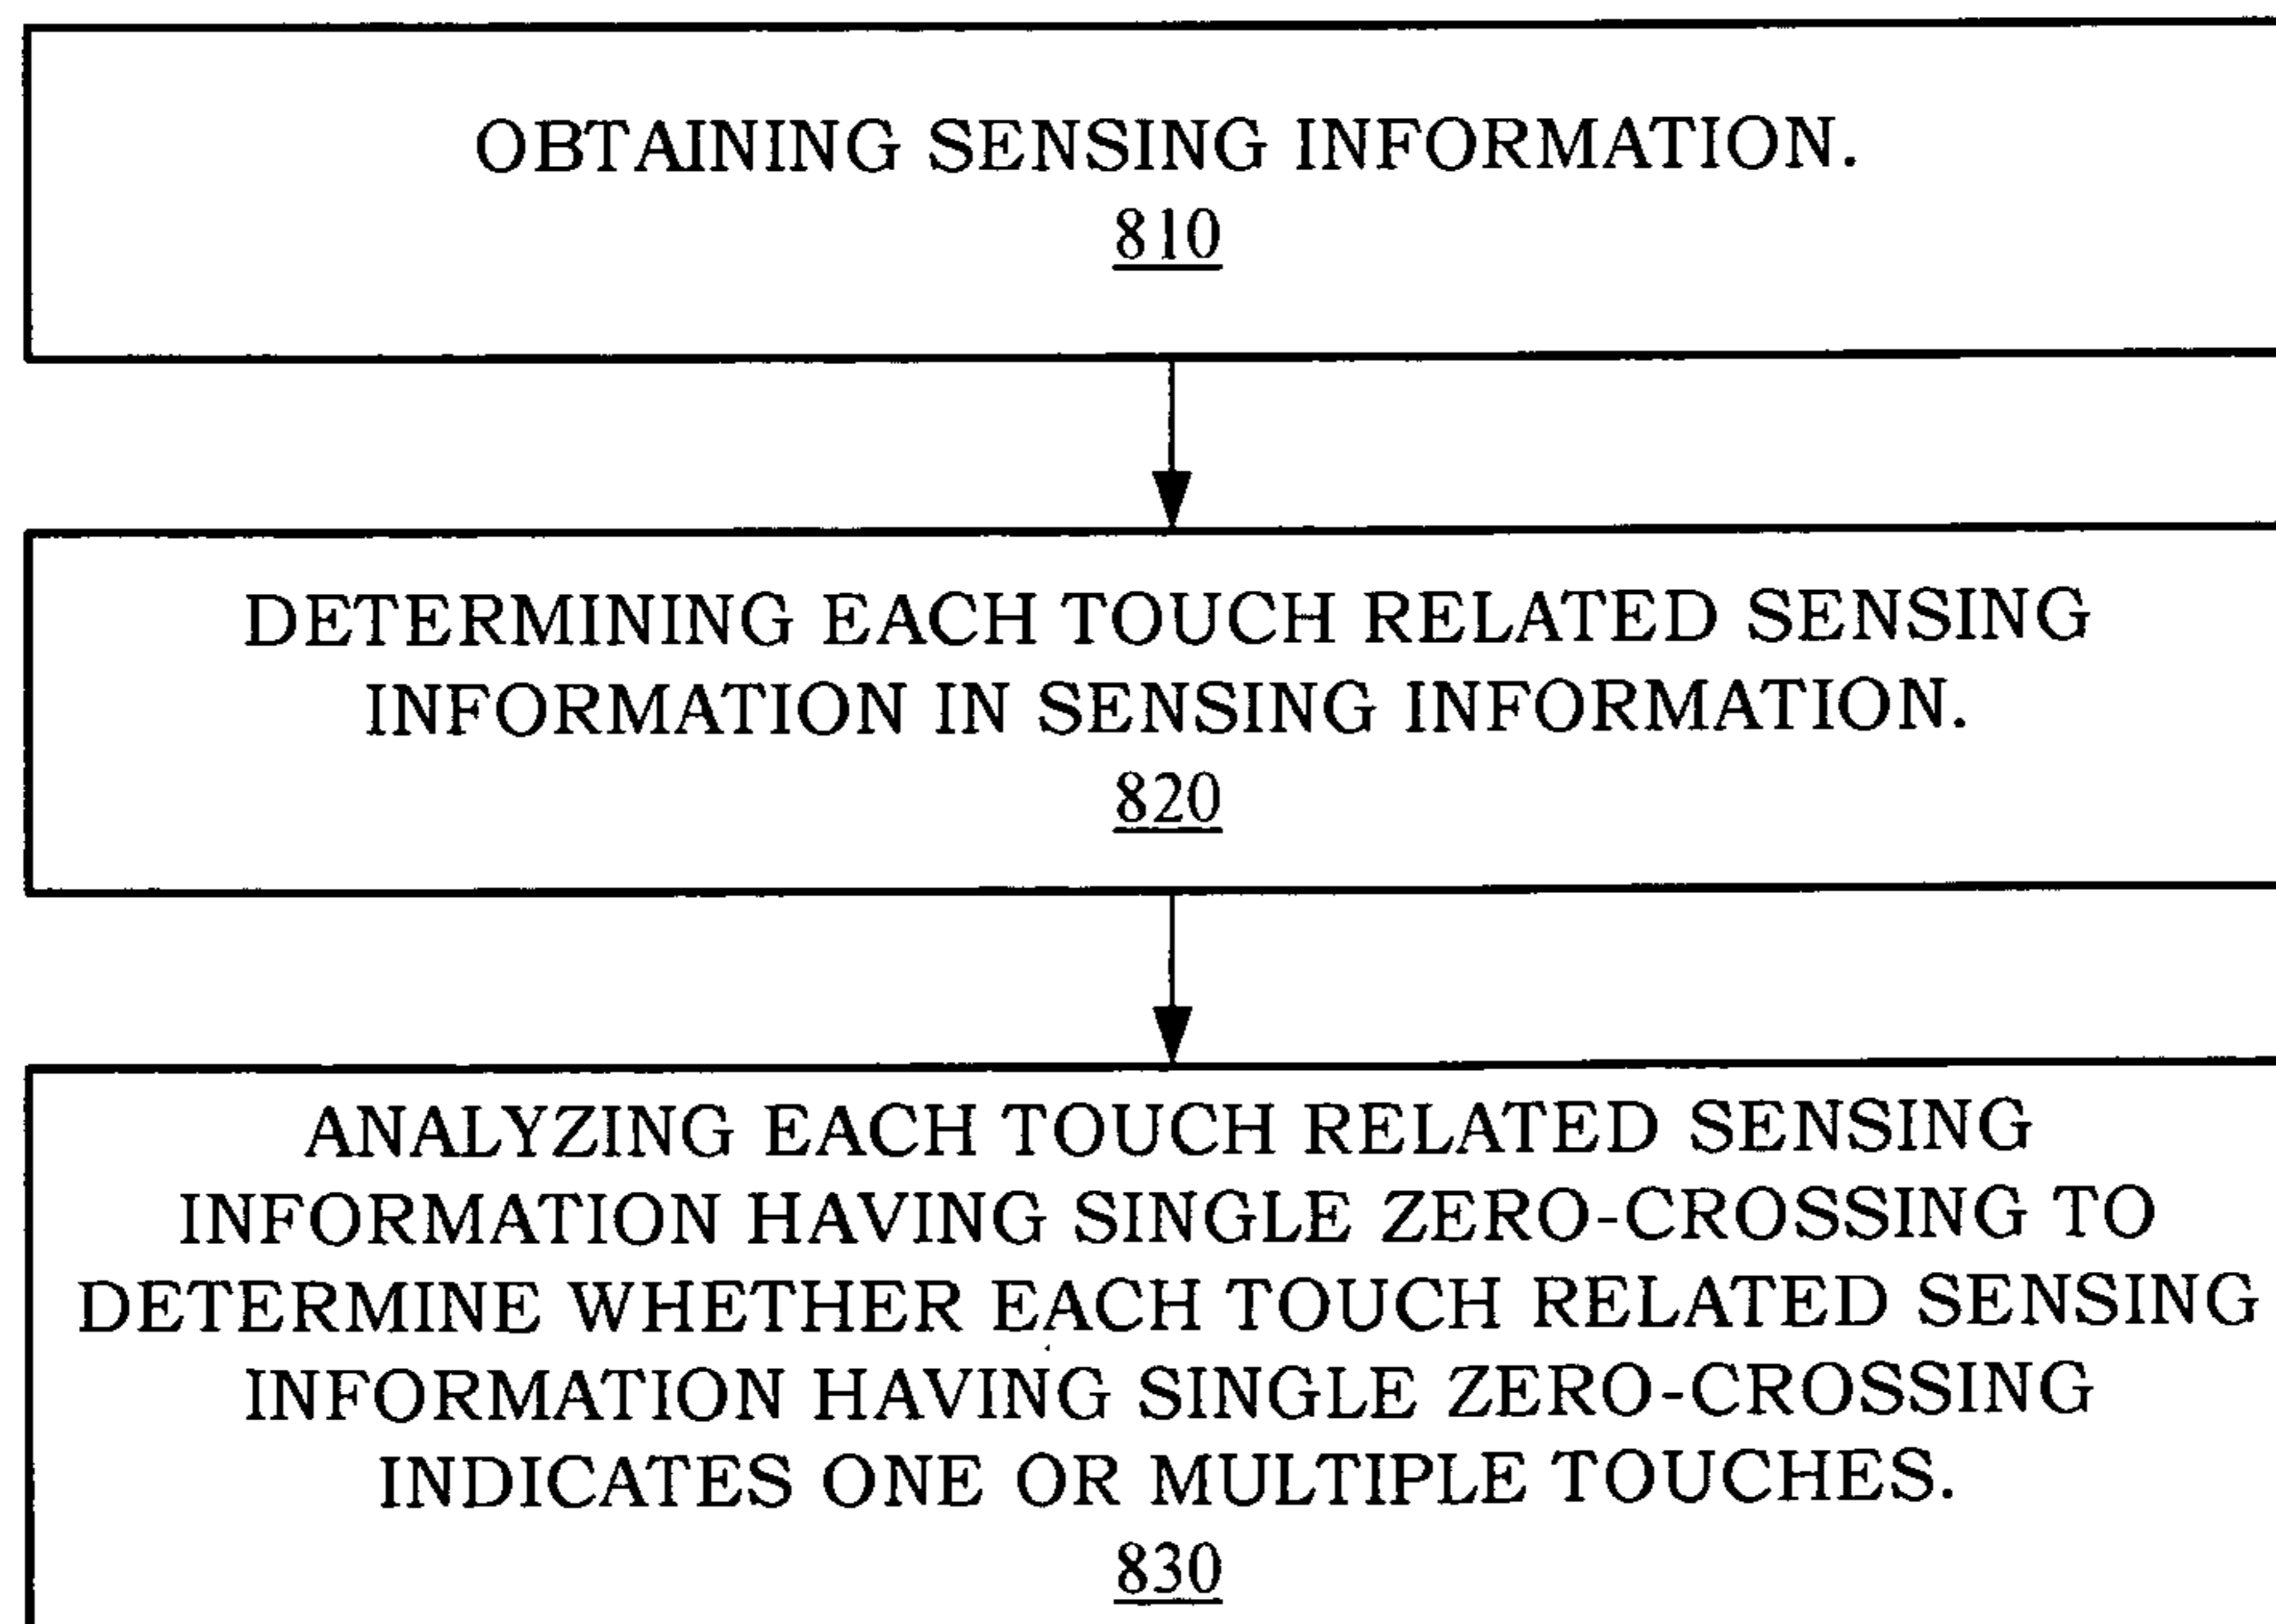 OBTAINING SENSING INFORMATION.
810
DETERMINING EACH TOUCH RELATED SENSING
INFORMATION IN SENSING INFORMATION.
820
ANALYZING EACH TOUCH RELATED SENSING
INFORMATION HAVING SINGLE ZERO-CROSSING TO
DETERMINE WHETHER EACH TOUCH RELATED SENSING
INFORMATION HAVING SINGLE ZERO-CROSSING
INDICATES ONE OR MULTIPLE TOUCHES.
830